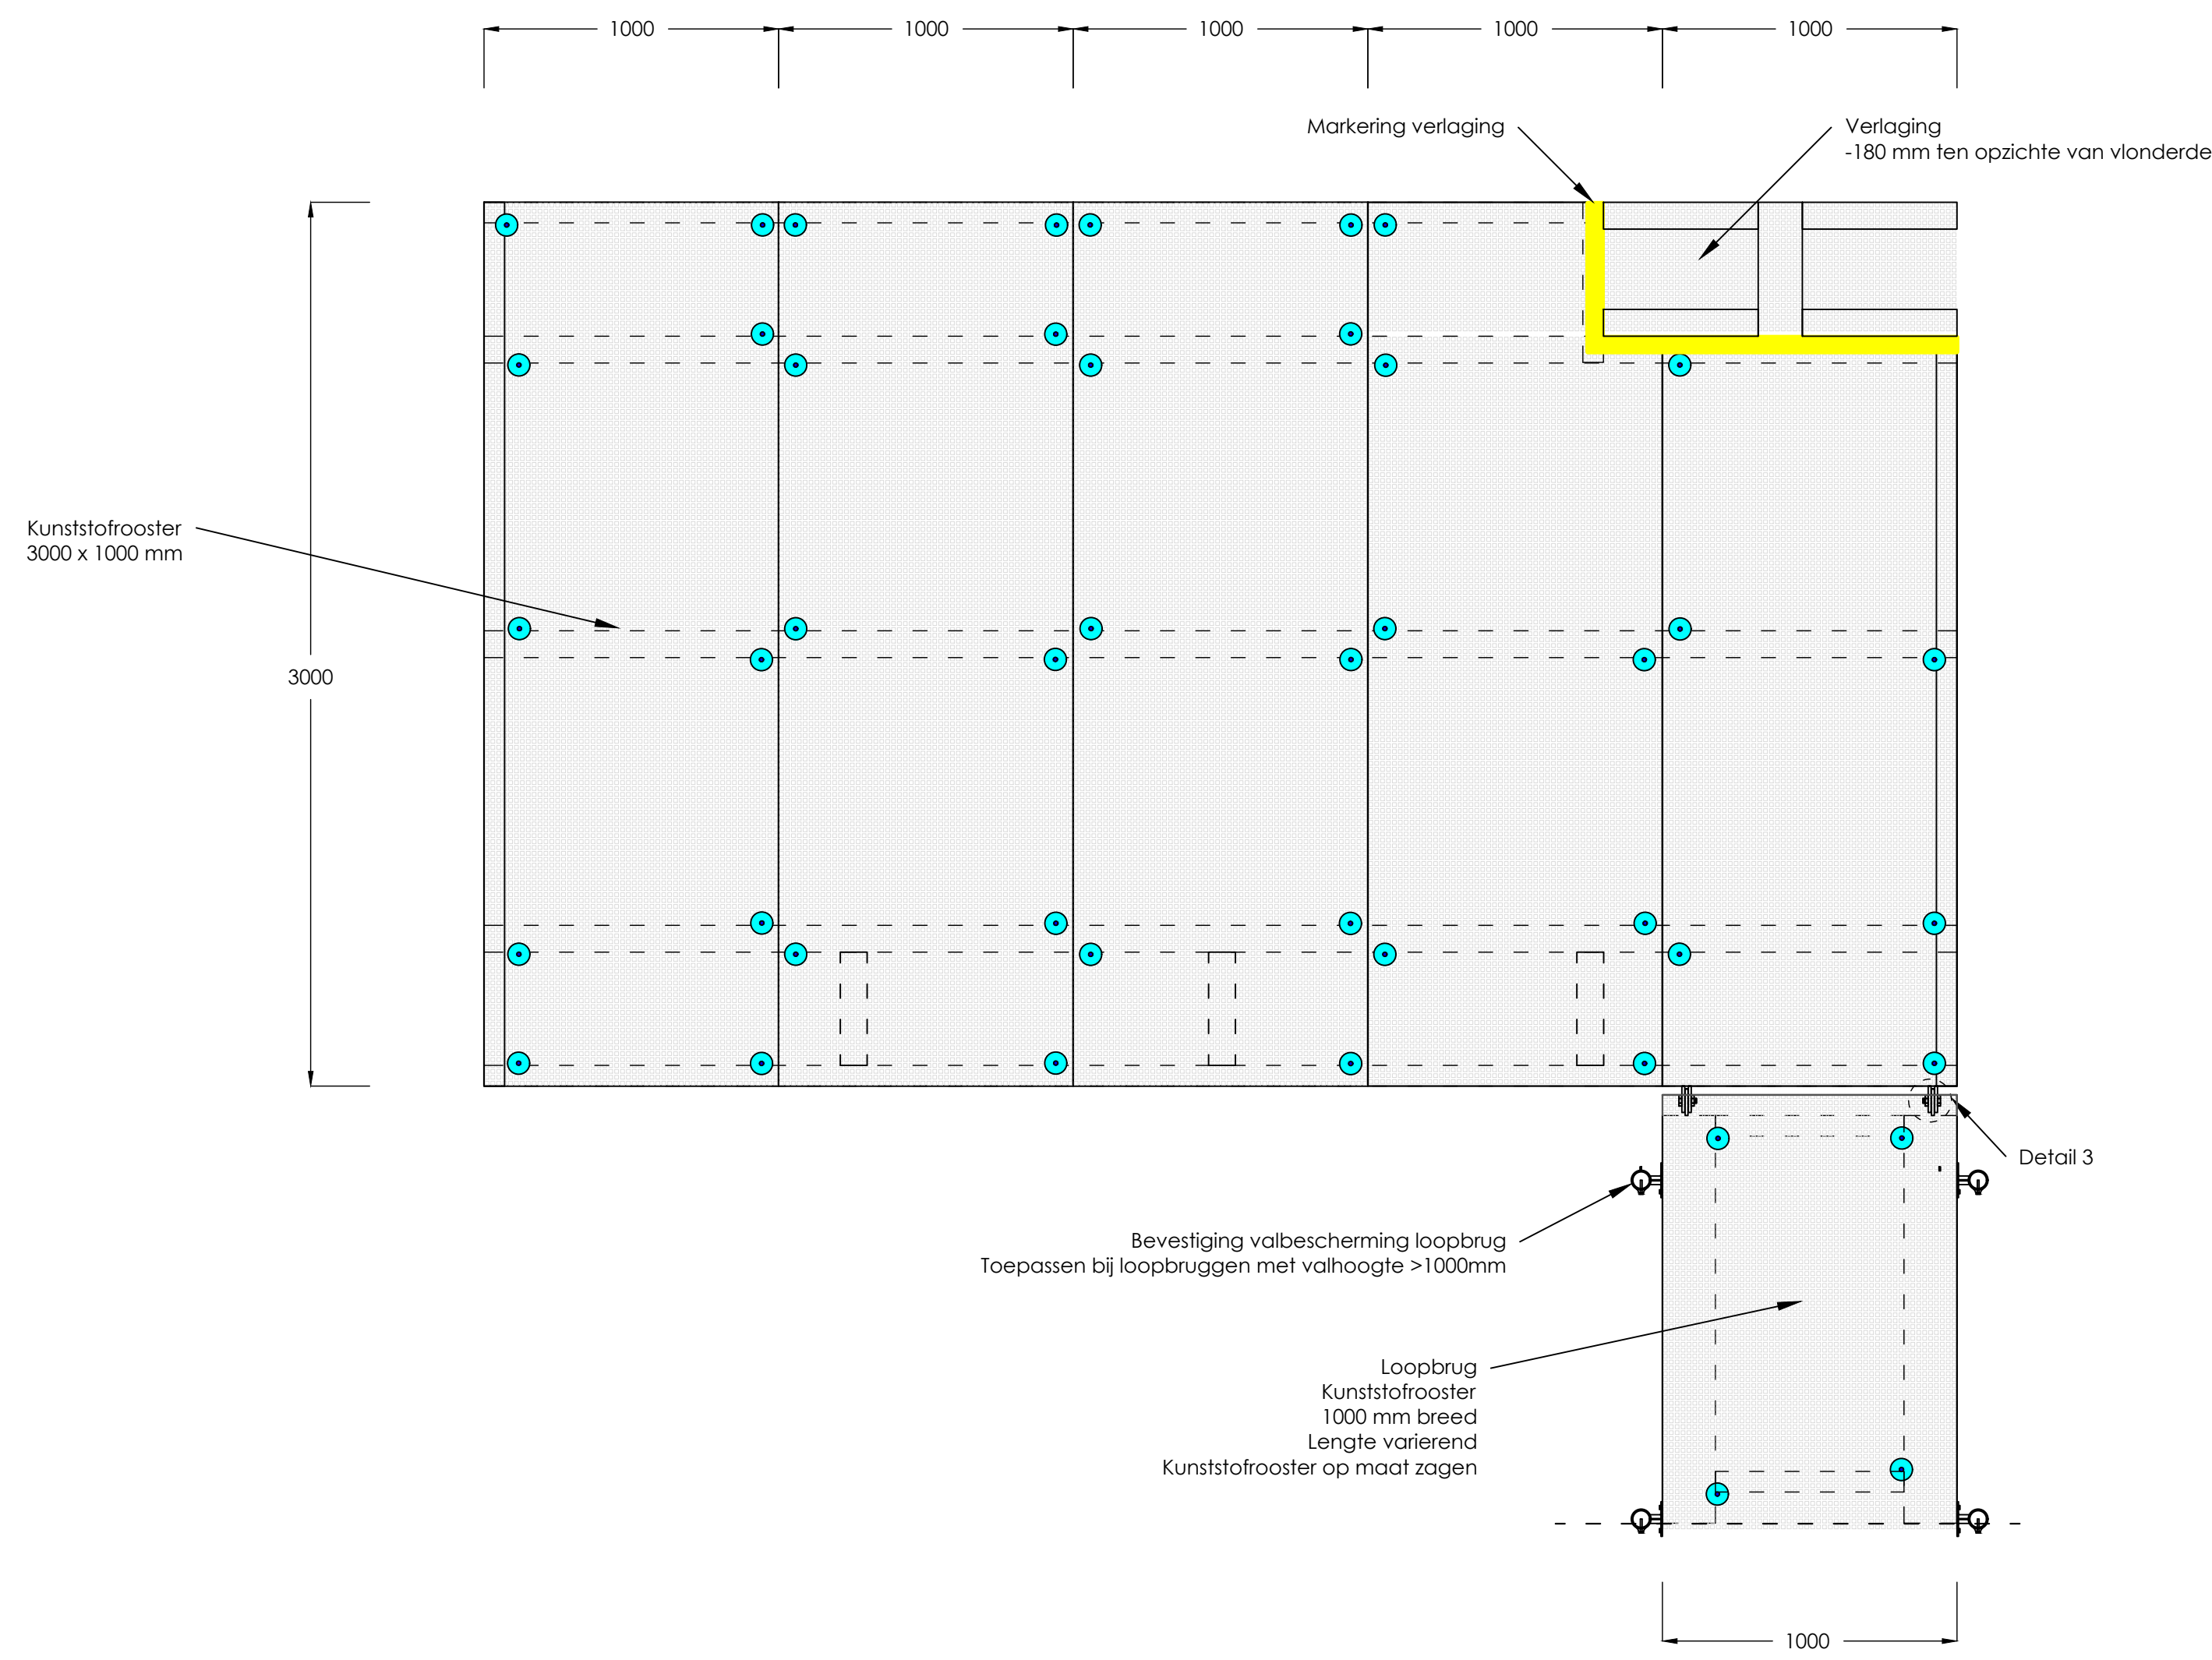 1000
1000
1000
1000
1000
Markering verlaging
Verlaging
-180 mm ten opzichte van vlonderde
Kunststofrooster
3000 x 1000 mm
3000
Detail 3
Bevestiging valbescherming loopbrug
Toepassen bij loopbruggen met valhoogte >1000mm
Loopbrug
Kunststofrooster
1000 mm breed
Lengte varierend
Kunststofrooster op maat zagen
1000